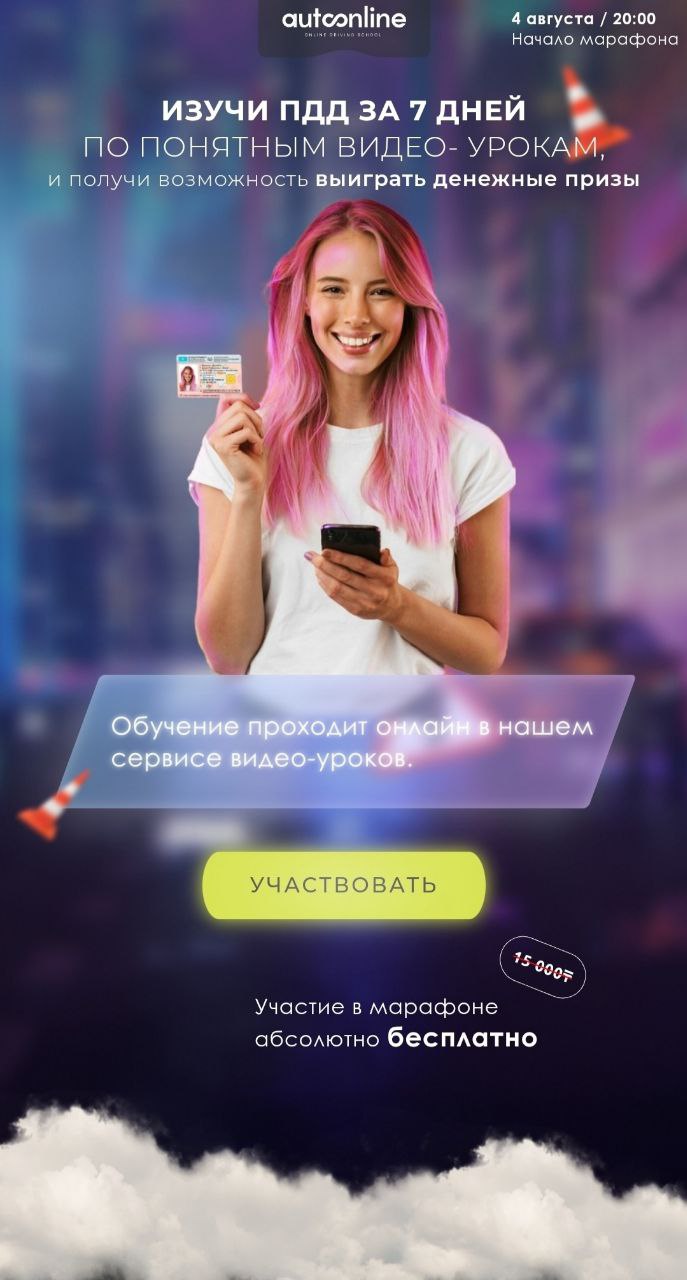 autoonline
ONLINE DRIVING SCHOOL
4 августа / 20:00
Начало марафона
ИЗУЧИ ПДД ЗА 7 ДНЕЙ
ПО ПОНЯТНЫМ ВИДЕО- УРОКАМ,
и получи возможность выиграть денежные призы
Обучение проходит онлайн в нашем
сервисе видео-уроков.
УЧАСТВОВАТЬ
15 000₸
Участие в марафоне
абсолютно бесплатно